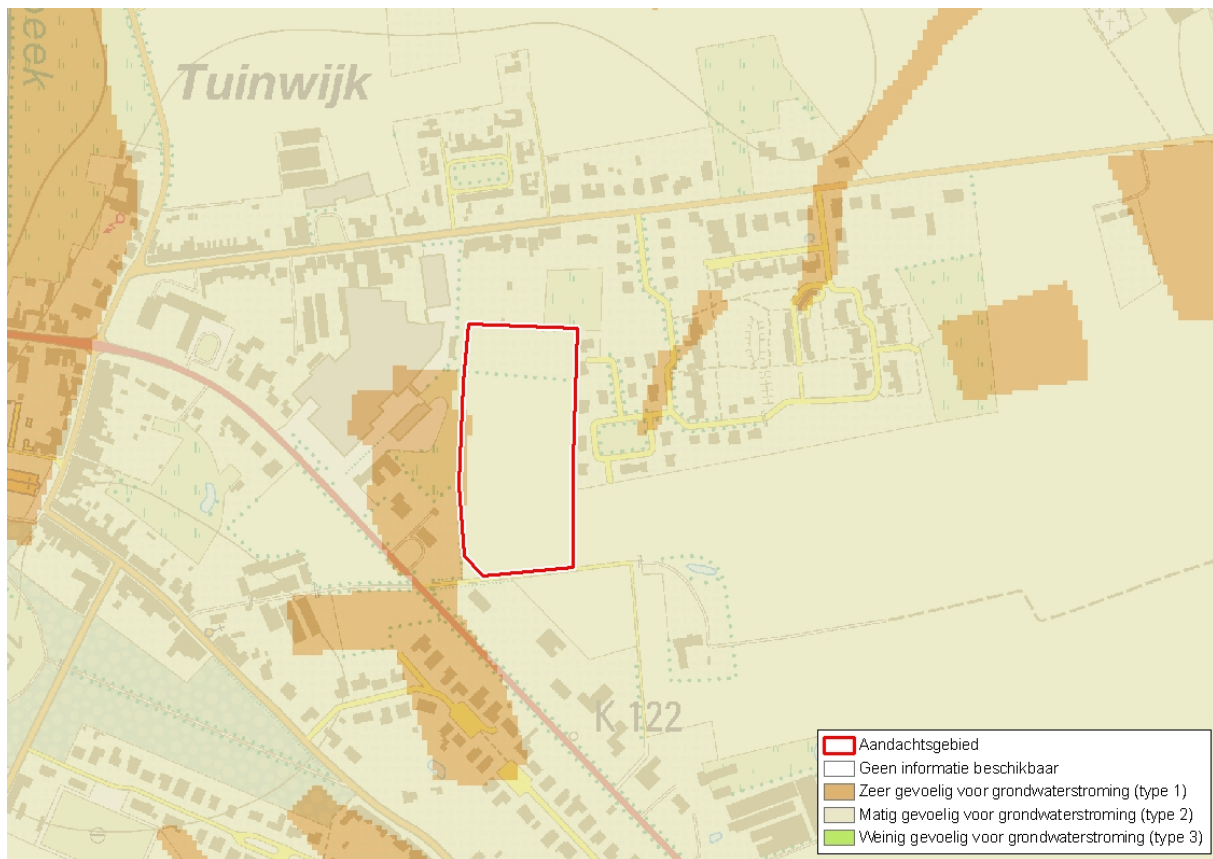 beek
Tuinwijk
K 122
Aandachtsgebied
Geen informatie beschikbaar
Zeer gevoelig voor grondwaterstroming (type 1)
Matig gevoelig voor grondwaterstroming (type 2)
Weinig gevoelig voor grondwaterstroming (type 3)